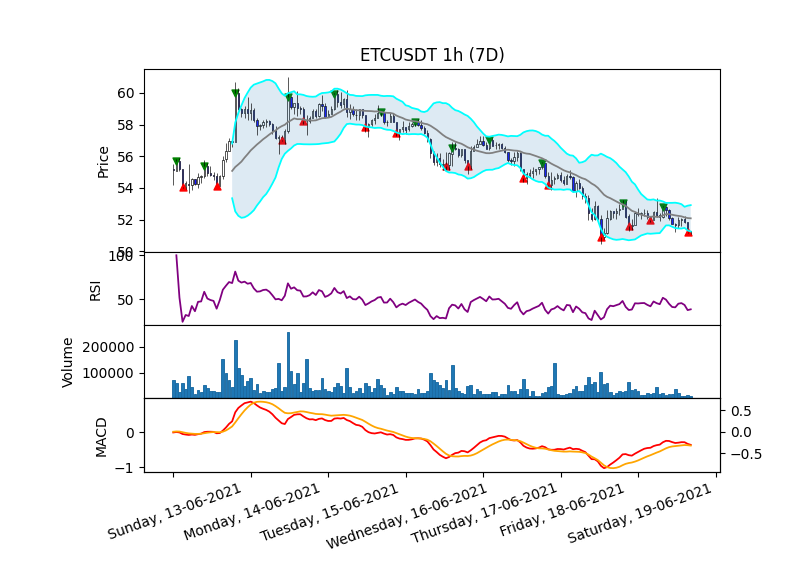 ETCUSDT 1h (7D)
60
58
56
54
52
50
Price
100
50
RSI
200000
100000
Volume
0
−1
MACD
0.5
0.0
−0.5
Sunday, 13-06-2021
Monday, 14-06-2021
Tuesday, 15-06-2021
Wednesday, 16-06-2021
Thursday, 17-06-2021
Friday, 18-06-2021
Saturday, 19-06-2021